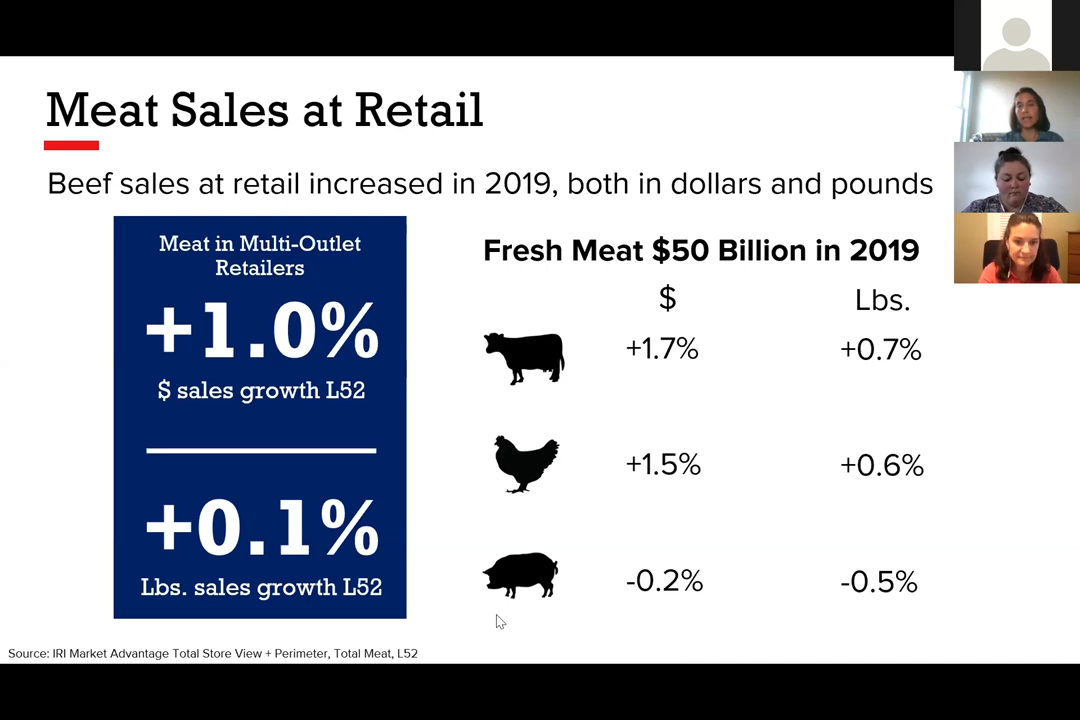 Meat Sales at Retail
Beef sales at retail increased in 2019, both in dollars and pounds
Meat in Multi-Outlet
Retailers
+1.0%
$ sales growth L52
+0.1%
Lbs. sales growth L52
Fresh Meat $50 Billion in 2019
$ Lbs.
+1.7% +0.7%
+1.5% +0.6%
-0.2% -0.5%
Source: IRI Market Advantage Total Store View + Perimeter, Total Meat, L52